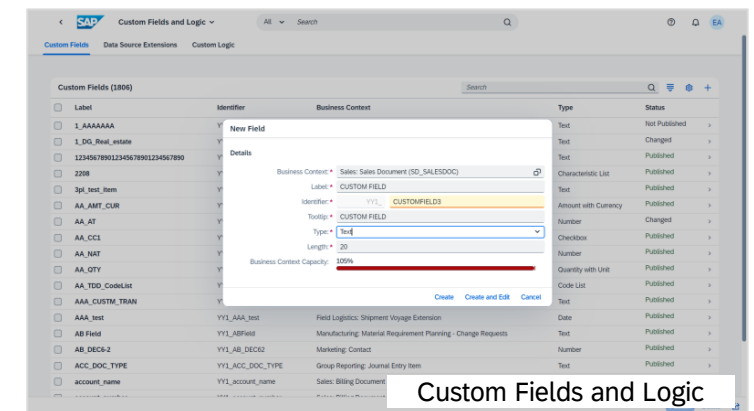 SAP Custom Fields and Logic All Search EA
Custom Fields Data Source Extensions Custom Logic
Custom Fields (1806) Search
Label Identifier Business Context Type Status
1_AAAAAAA Text Not Published
1_DG_Real_estate Text Changed
1234567890123456789012345678​90 Text Published
2208 Characteristic List Published
3pl_test_item Text Published
AA_AMT_CUR Amount with Currency Published
AA_AT Number Changed
AA_CC1 Checkbox Published
AA_NAT Number Published
AA_QTY Quantity with Unit Published
AA_TDD_CodeList Code List Published
AAA_CUSTM_TRAN Text Published
New Field
Details
Business Context: * Sales: Sales Document (SD_SALESDOC)
Label: * CUSTOM FIELD
Identifier: * YY1_ CUSTOMFIELD3
Tooltip: * CUSTOM FIELD
Type: * Text
Length: * 20
Business Context Capacity: 105%
Create Create and Edit Cancel
AAA_test YY1_AAA_test Field Logistics: Shipment Voyage Extension Date Published
AB Field YY1_ABField Manufacturing: Material Requirement Planning - Change Requests Text Published
AB_DEC6-2 YY1_AB_DEC62 Marketing: Contact Number Published
ACC_DOC_TYPE YY1_ACC_DOC_TYPE Group Reporting: Journal Entry Item Text Published
account_name YY1_account_name Sales: Billing Document
Custom Fields and Logic